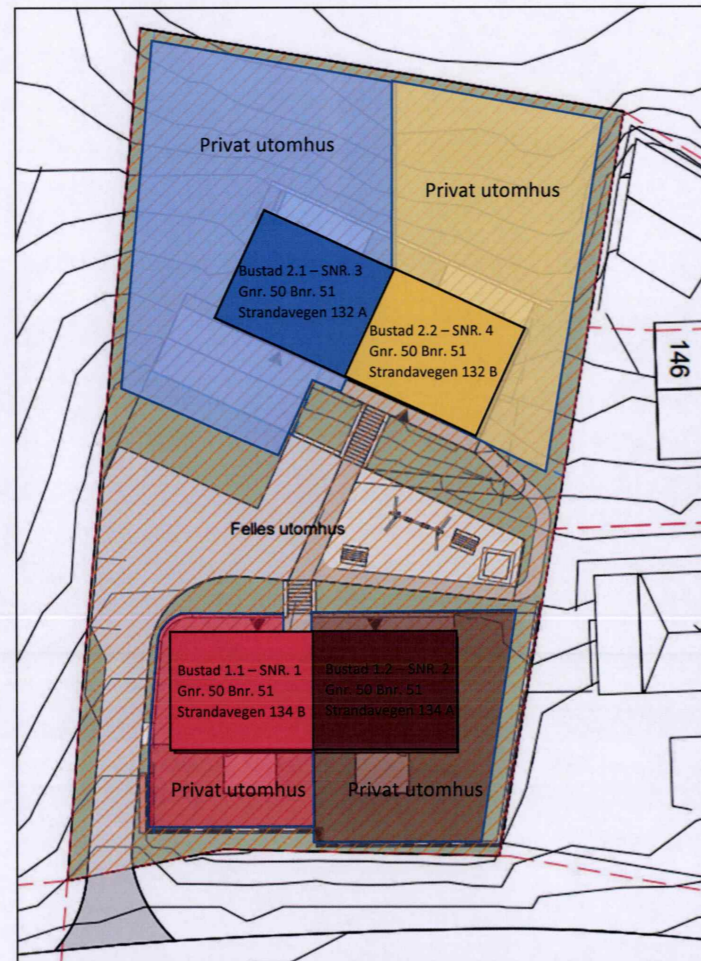 Privat utomhus
Privat utomhus
Bustad 2.1 – SNR. 3
Gnr. 50 Bnr. 51
Strandavegen 132 A
Bustad 2.2 – SNR. 4
Gnr. 50 Bnr. 51
Strandavegen 132 B
146
Felles utomhus
Bustad 1.1 – SNR. 1
Gnr. 50 Bnr. 51
Strandavegen 134 B
Bustad 1.2 – SNR. 2
Gnr. 50 Bnr. 51
Strandavegen 134 A
Privat utomhus
Privat utomhus